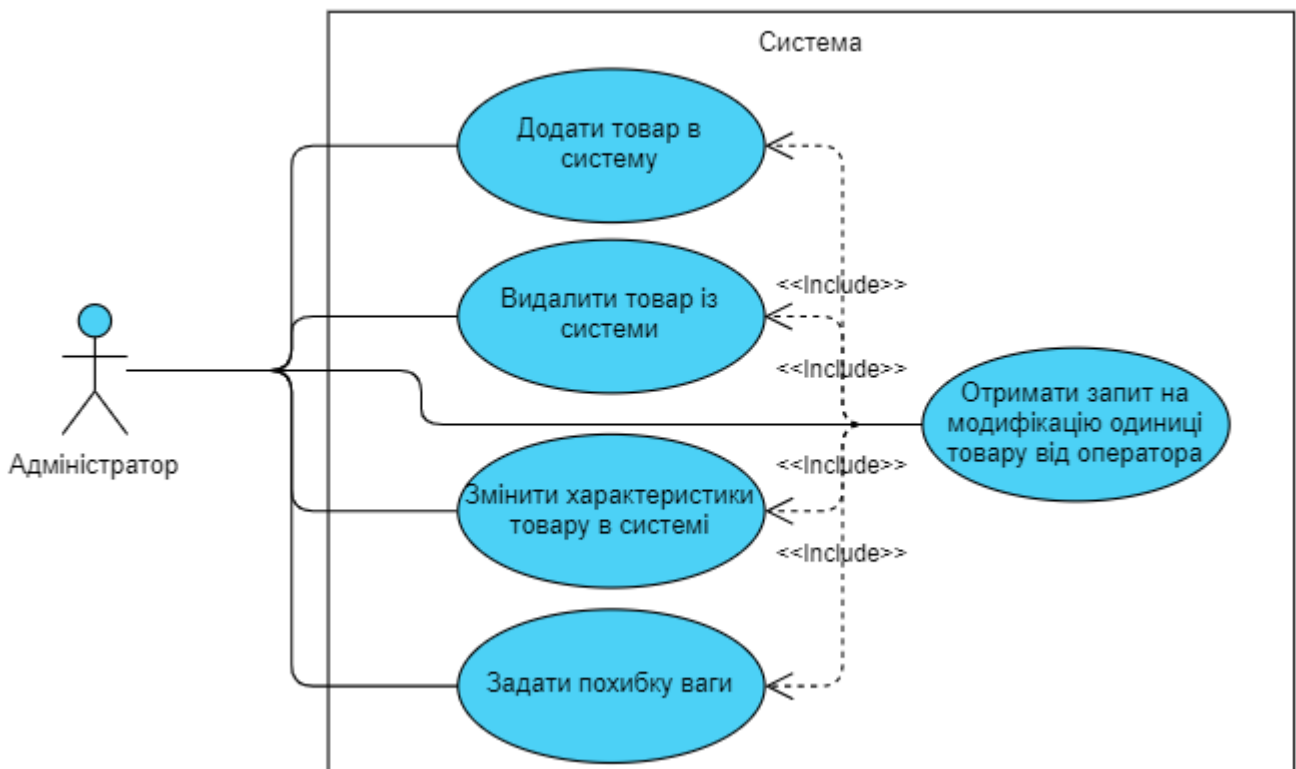 Система
Додати товар в
систему
<<Include>>
Видалити товар із
системи
<<Include>>
Отримати запит на
модифікацію одиниці
товару від оператора
Адміністратор
<<Include>>
Змінити характеристики
товару в системі
<<Include>>
Задати похибку ваги